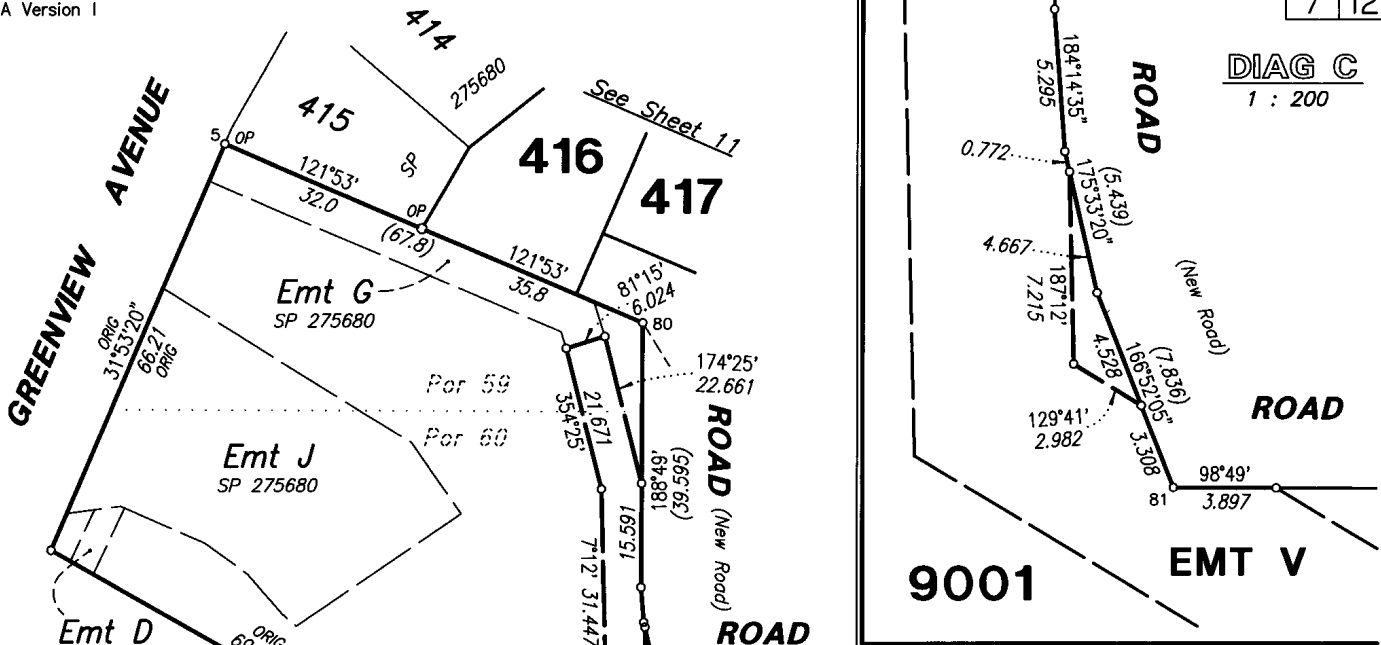 A Version 1
414
275680
415
SP
416
See Sheet 11
417
5
OP
121°53'
32.0
OP
(67.8)
121°53'
35.8
81°15'
6.024
80
174°25'
22.661
GREENVIEW AVENUE
ORIG
31°53'20"
66.21
ORIG
Emt G
SP 275680
Por 59
Por 60
Emt J
SP 275680
Emt D
ORIG
21.671
354°25'
7°12' 31.447
188°49'
(39.595)
15.591
ROAD (New Road)
ROAD
7 12
DIAG C
1 : 200
184°14'35"
5.295
ROAD
0.772
(5.439)
175°33'20"
4.667
187°12'
7.215
(New Road)
(7.836)
166°52'05"
4.528
129°41'
2.982
3.308
ROAD
98°49'
3.897
81
9001
EMT V